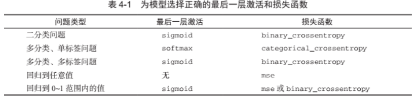 表 4-1 为模型选择正确的最后一层激活和损失函数
问题类型 最后一层激活 损失函数
二分类问题 sigmoid binary_crossentropy
多分类、单标签问题 softmax categorical_crossentropy
多分类、多标签问题 sigmoid binary_crossentropy
回归到任意值 无 mse
回归到 0~1 范围内的值 sigmoid mse 或 binary_crossentropy